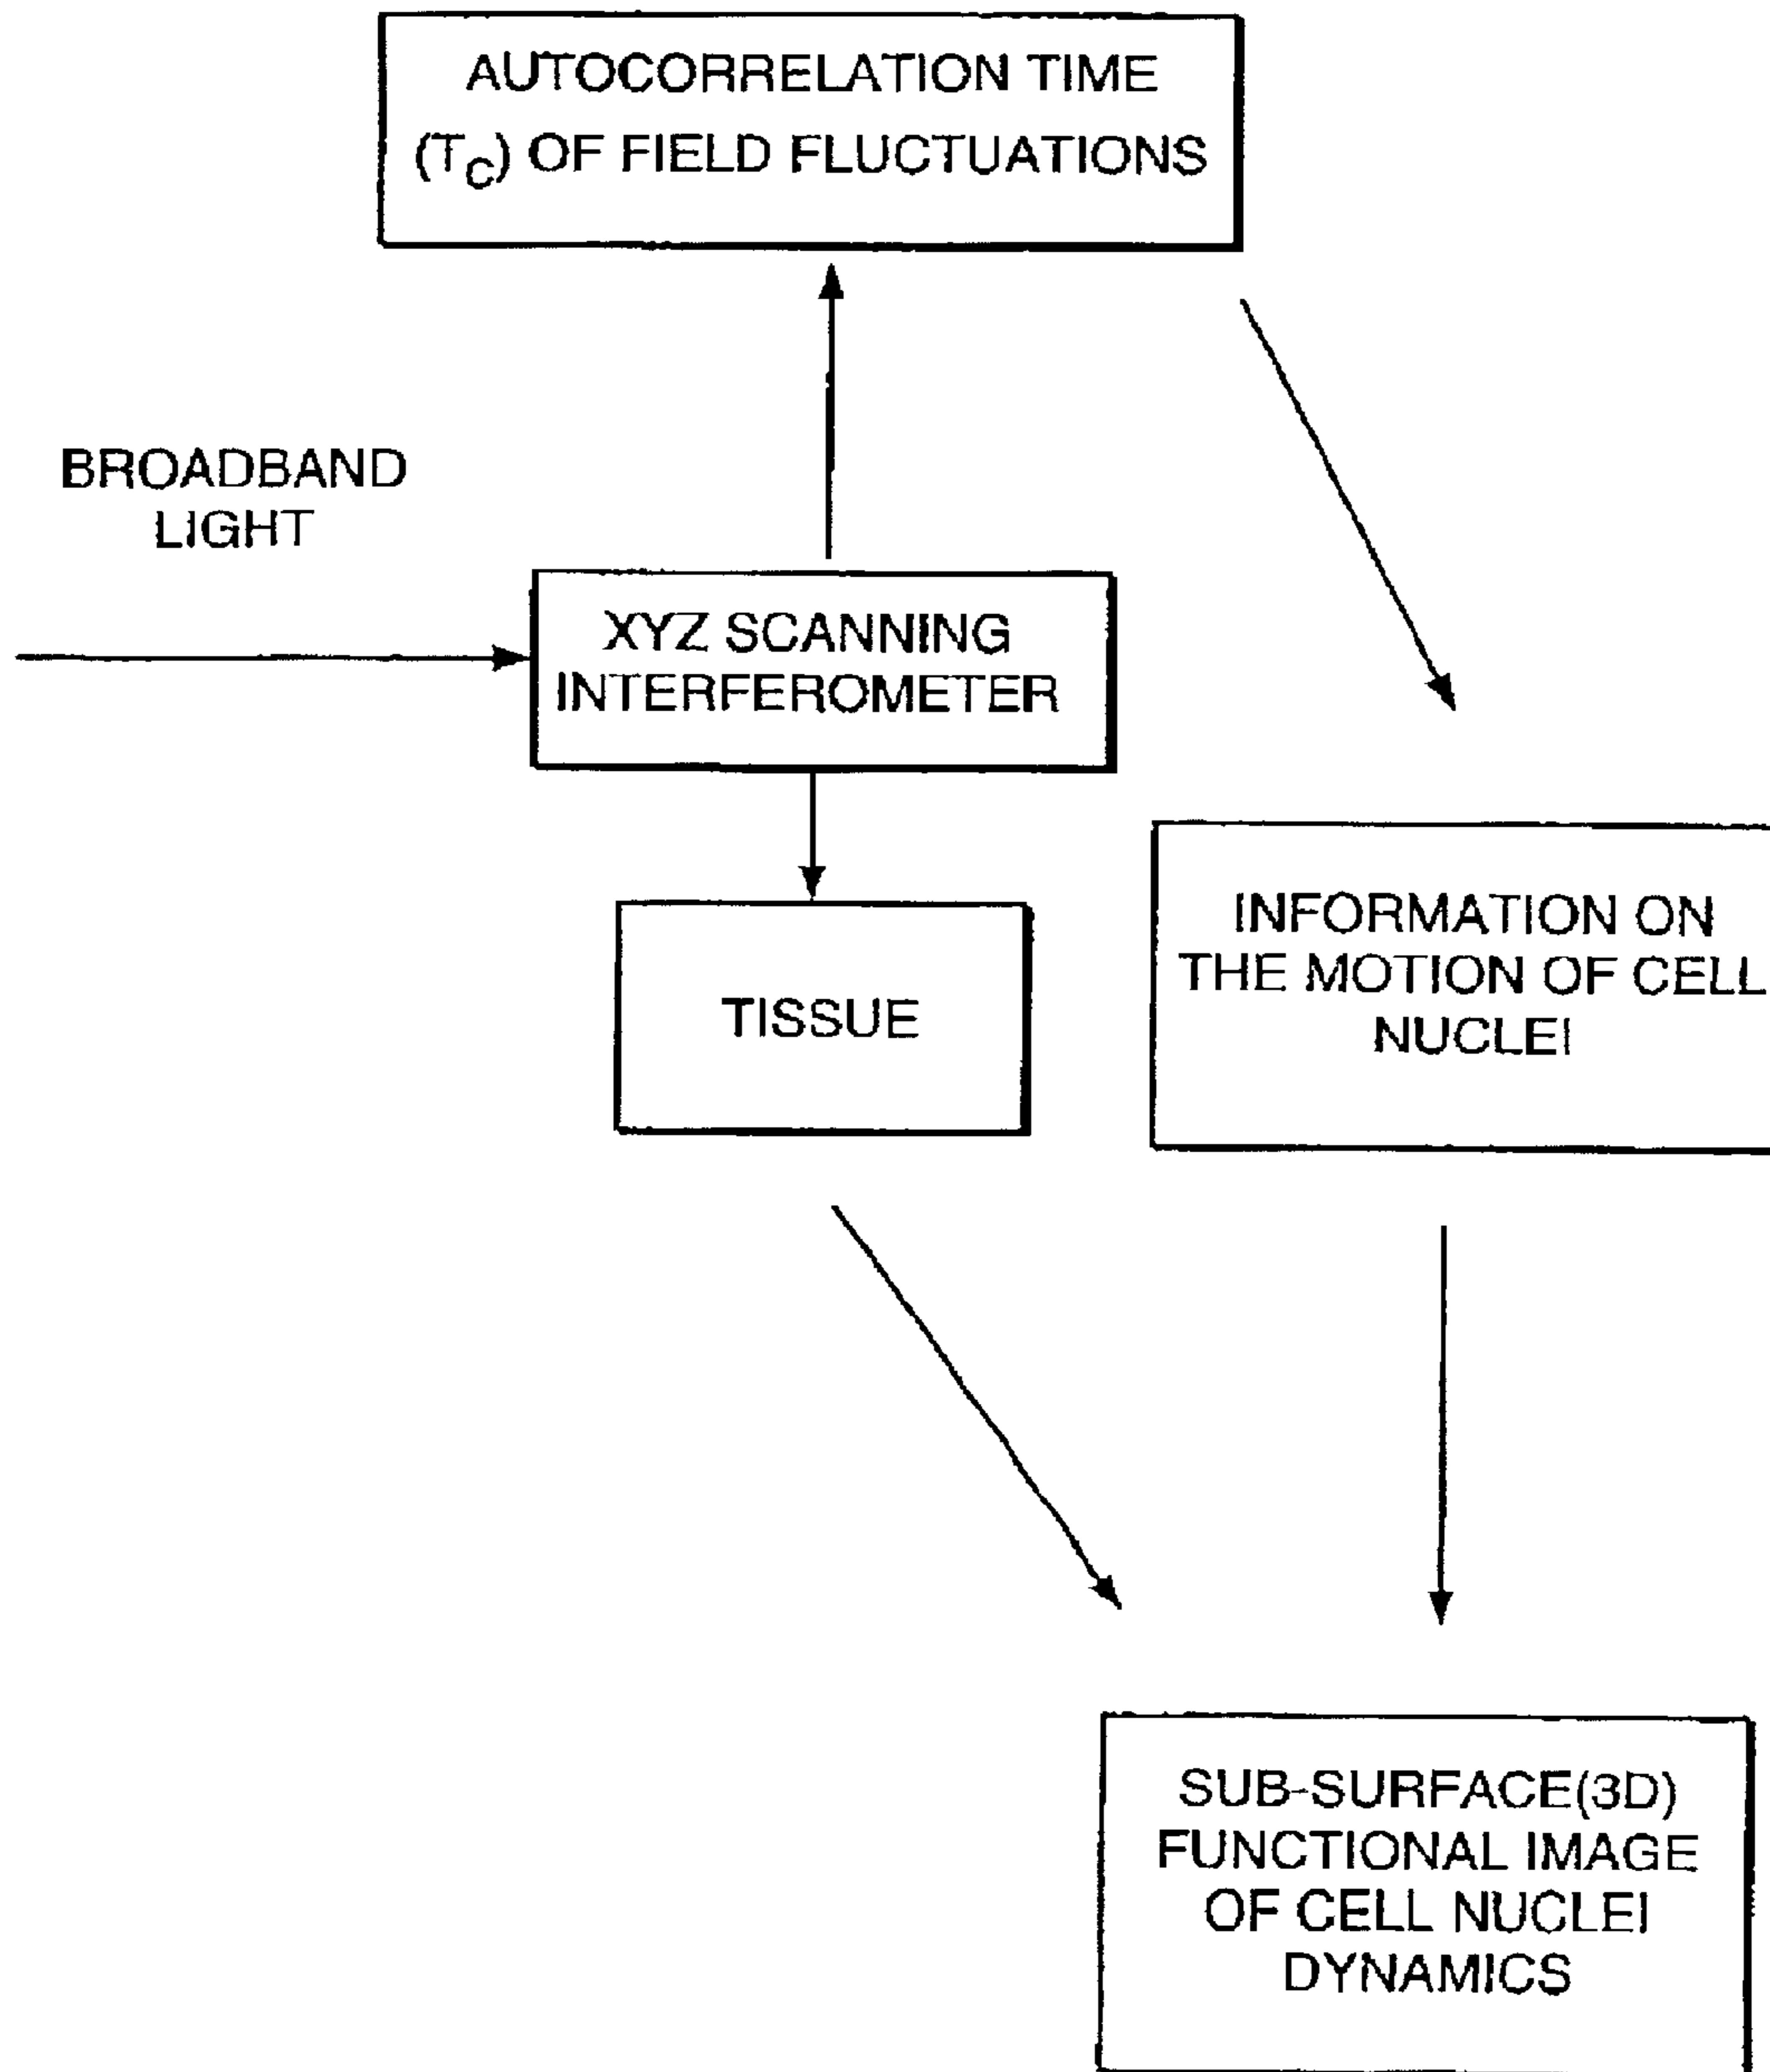 AUTOCORRELATION TIME
(Tc) OF FIELD FLUCTUATIONS
BROADBAND
LIGHT
XYZ SCANNING
INTERFEROMETER
TISSUE
INFORMATION ON
THE MOTION OF CELL
NUCLEI
SUB-SURFACE(3D)
FUNCTIONAL IMAGE
OF CELL NUCLEI
DYNAMICS